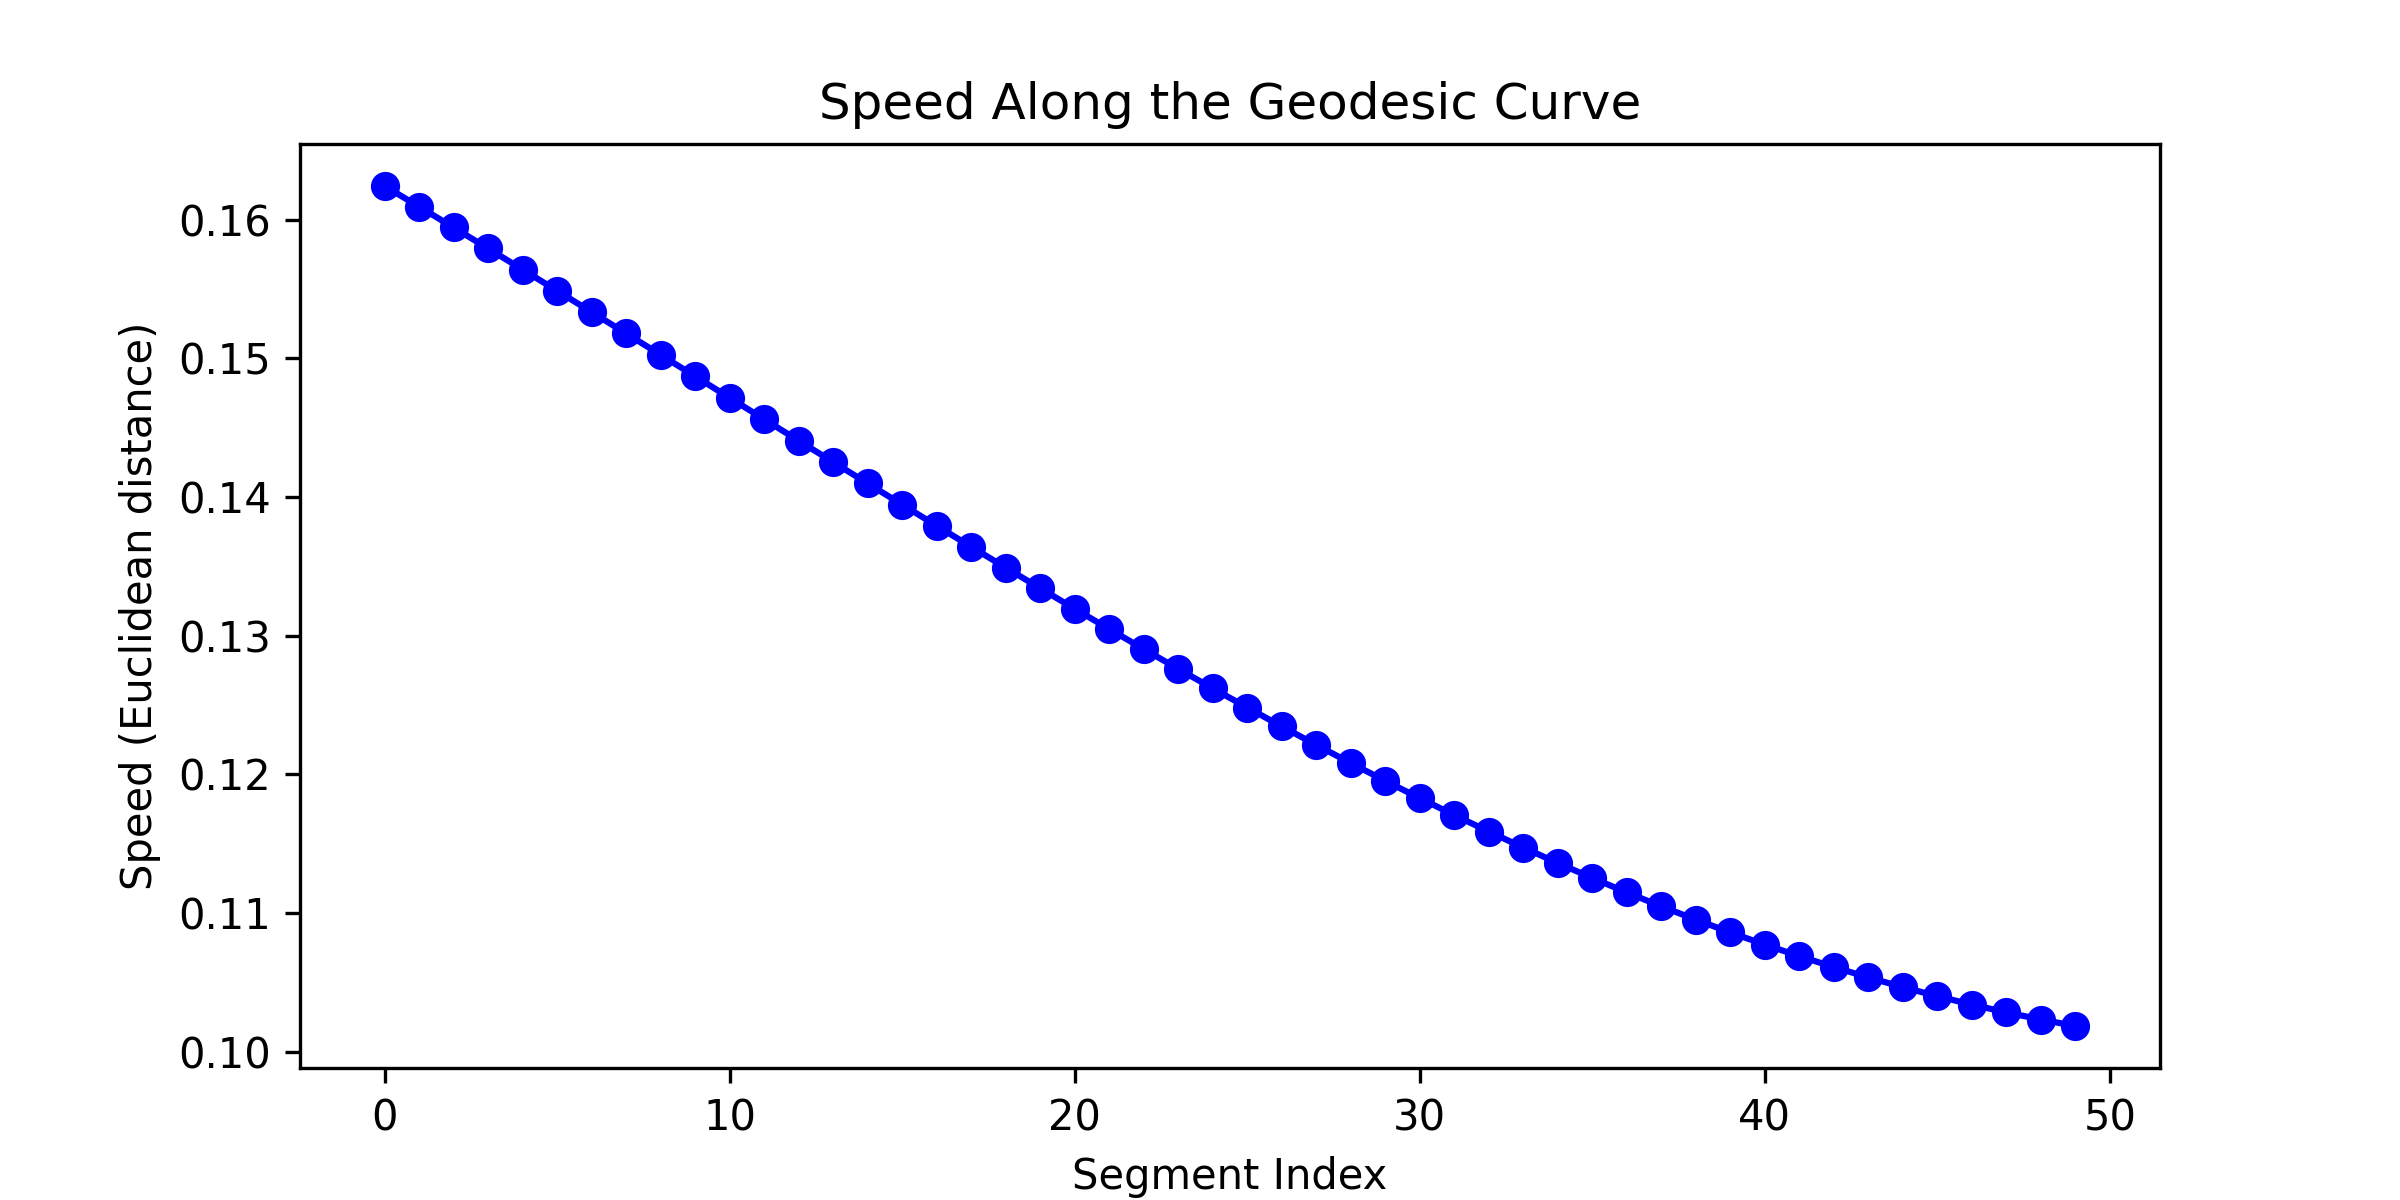 Speed Along the Geodesic Curve
Speed (Euclidean distance)
0.16
0.15
0.14
0.13
0.12
0.11
0.10
0 10 20 30 40 50
Segment Index